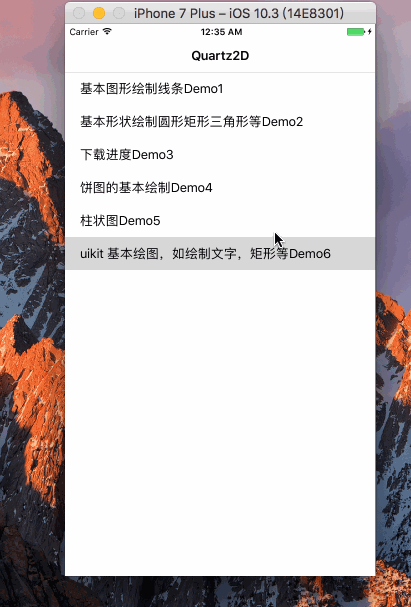 iPhone 7 Plus – iOS 10.3 (14E8301)
Carrier 12:35 AM
Quartz2D
基本图形绘制线条Demo1
基本形状绘制圆形矩形三角形等Demo2
下载进度Demo3
饼图的基本绘制Demo4
柱状图Demo5
uikit 基本绘图，如绘制文字，矩形等Demo6